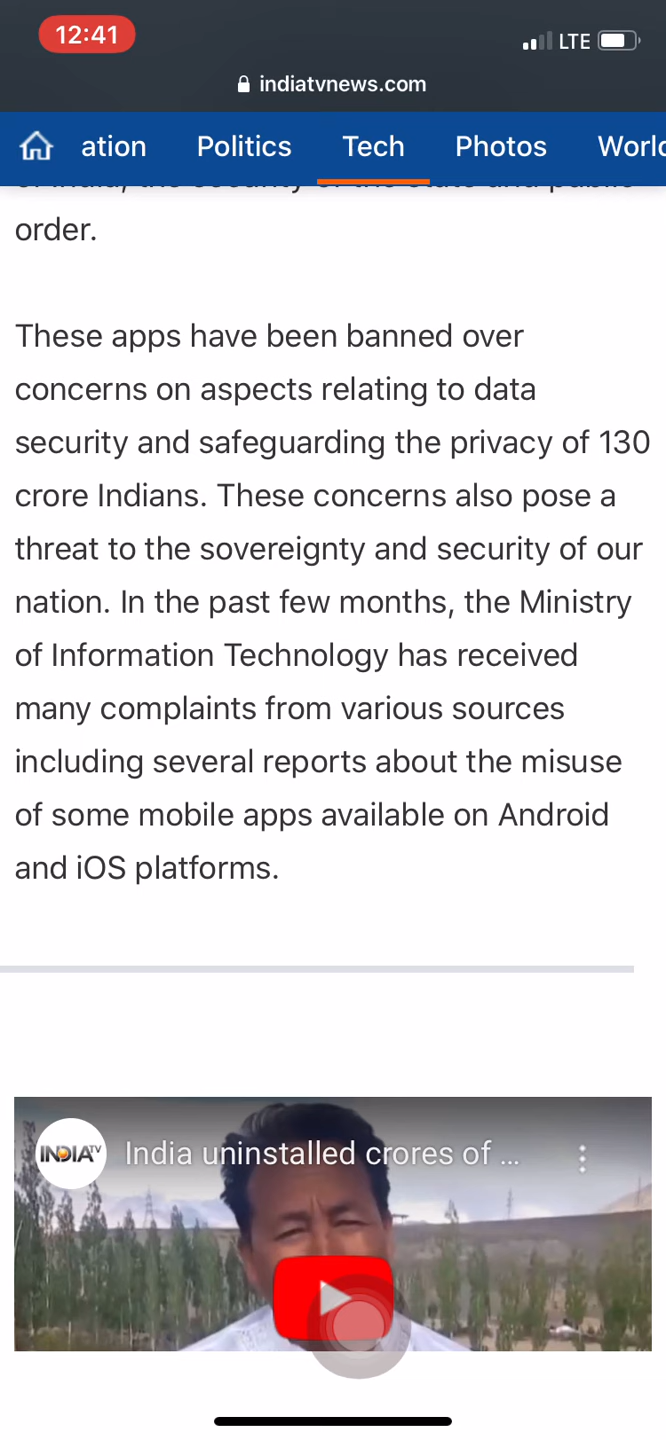 12:41
LTE
indiatvnews.com
ation Politics Tech Photos World
order.
These apps have been banned over
concerns on aspects relating to data
security and safeguarding the privacy of 130
crore Indians. These concerns also pose a
threat to the sovereignty and security of our
nation. In the past few months, the Ministry
of Information Technology has received
many complaints from various sources
including several reports about the misuse
of some mobile apps available on Android
and iOS platforms.
INDIA TV India uninstalled crores of ...